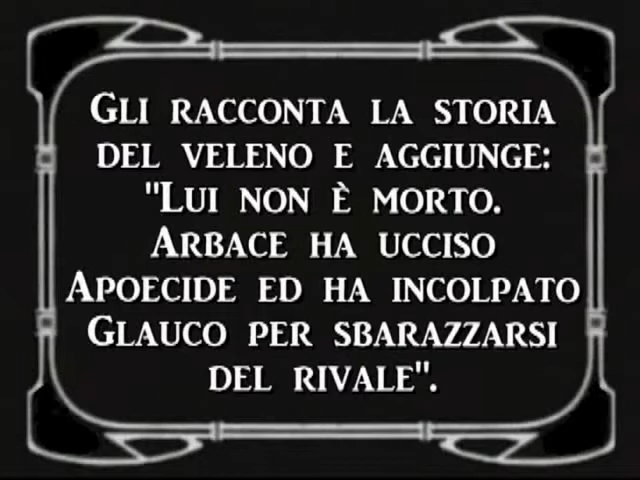 Gli racconta la storia
del veleno e aggiunge:
"Lui non è morto.
Arbace ha ucciso
Apoecide ed ha incolpato
Glauco per sbarazzarsi
del rivale".